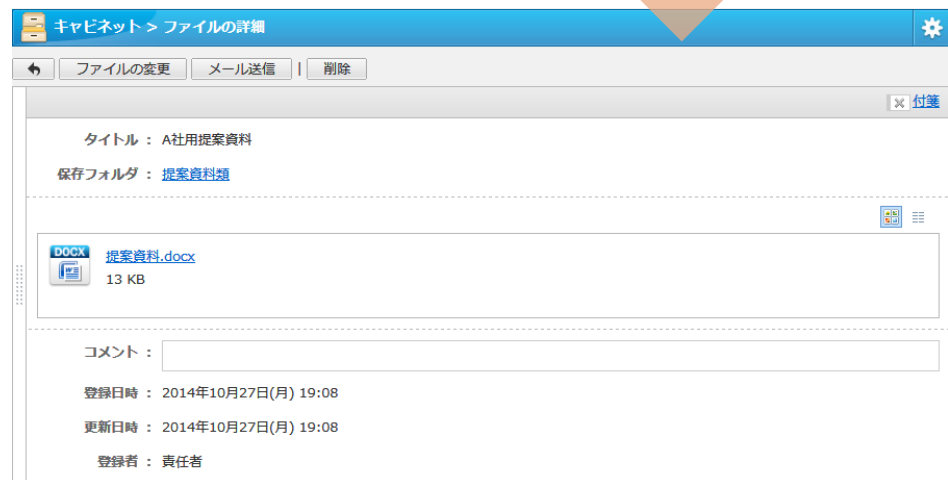 キャビネット > ファイルの詳細
ファイルの変更 メール送信 | 削除
付箋
タイトル : A社用提案資料
保存フォルダ : 提案資料類
DOCX 提案資料.docx
13 KB
コメント :
登録日時 : 2014年10月27日(月) 19:08
更新日時 : 2014年10月27日(月) 19:08
登録者 : 責任者